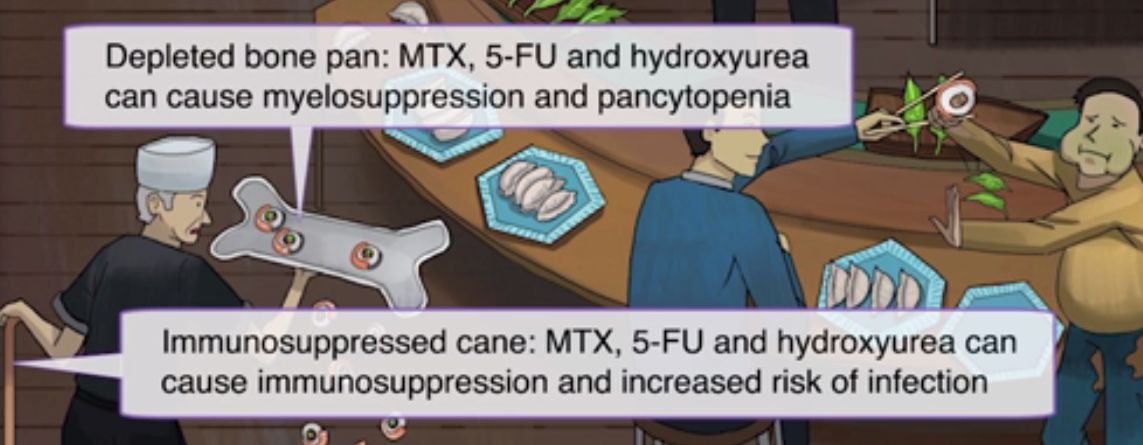 Depleted bone pan: MTX, 5-FU and hydroxyurea
can cause myelosuppression and pancytopenia
Immunosuppressed cane: MTX, 5-FU and hydroxyurea can
cause immunosuppression and increased risk of infection